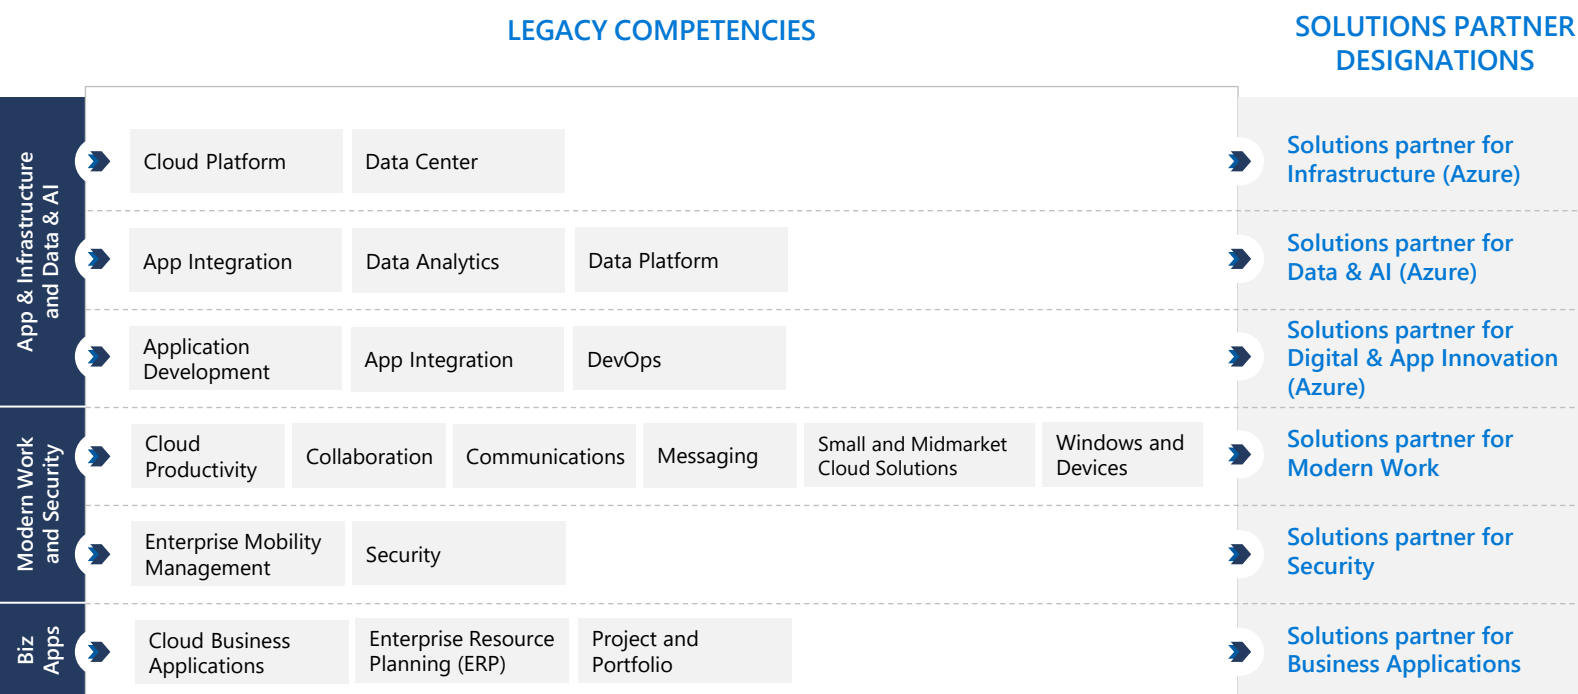 LEGACY COMPETENCIES
SOLUTIONS PARTNER
DESIGNATIONS
App & Infrastructure
and Data & AI
Cloud Platform
Data Center
Solutions partner for
Infrastructure (Azure)
App Integration
Data Analytics
Data Platform
Solutions partner for
Data & AI (Azure)
Application
Development
App Integration
DevOps
Solutions partner for
Digital & App Innovation
(Azure)
Modern Work
and Security
Cloud
Productivity
Collaboration
Communications
Messaging
Small and Midmarket
Cloud Solutions
Windows and
Devices
Solutions partner for
Modern Work
Enterprise Mobility
Management
Security
Solutions partner for
Security
Biz
Apps
Cloud Business
Applications
Enterprise Resource
Planning (ERP)
Project and
Portfolio
Solutions partner for
Business Applications